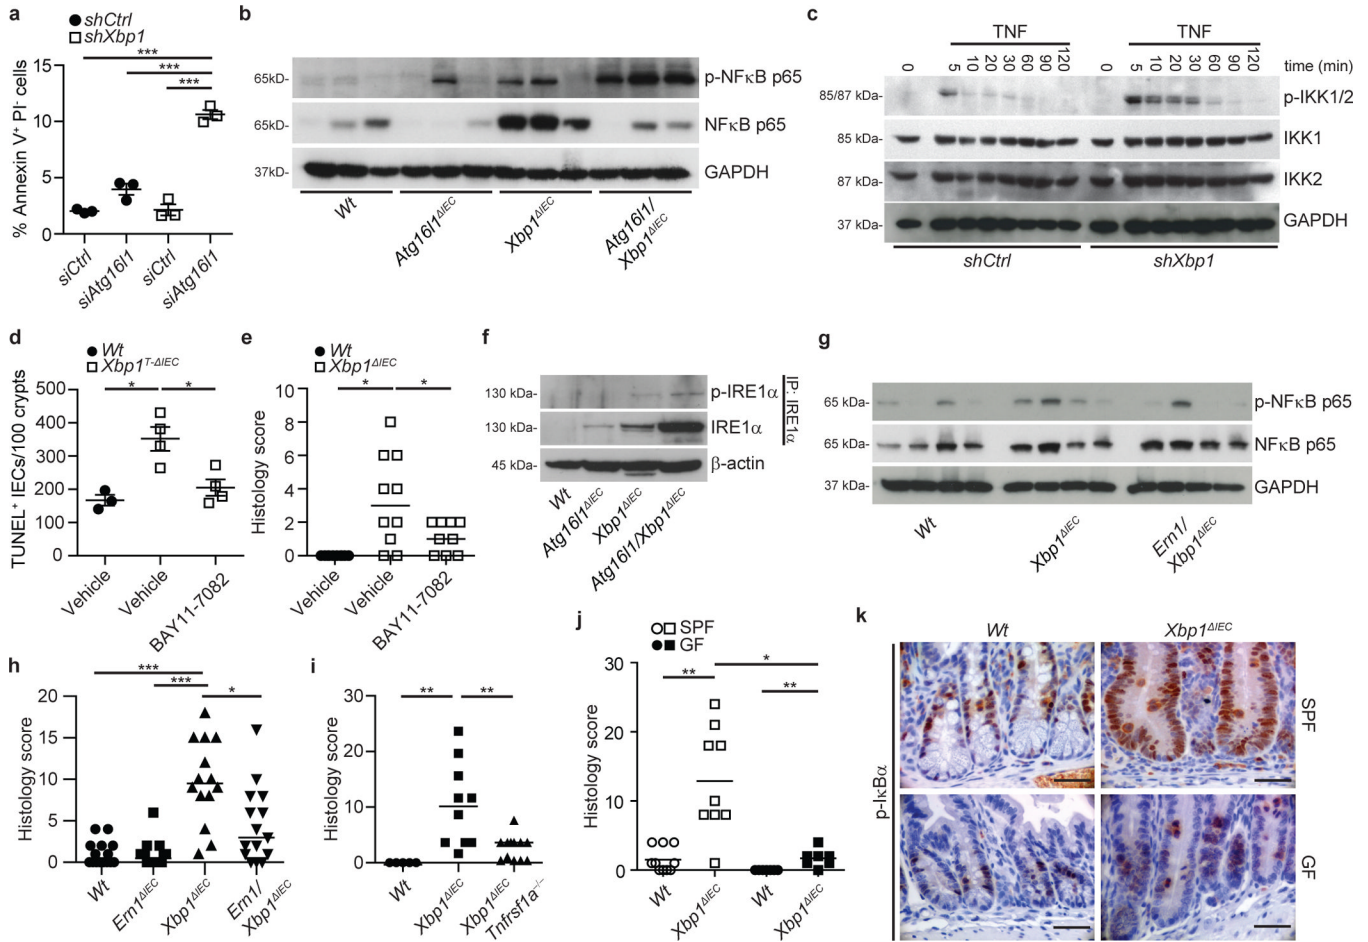 a
shCtrl
shXbp1
***
***
***
% Annexin V⁺ PI⁻ cells
15
10
5
0
siCtrl
siAtg16l1
siCtrl
siAtg16l1
b
65kD-
p-NFκB p65
65kD-
NFκB p65
37kD-
GAPDH
Wt
Atg16l1ΔIEC
Xbp1ΔIEC
Atg16l1/
Xbp1ΔIEC
c
TNF
TNF
0 5 10 20 30 60 90 120
0 5 10 20 30 60 90 120
time (min)
85/87 kDa-
p-IKK1/2
85 kDa-
IKK1
87 kDa-
IKK2
37 kDa-
GAPDH
shCtrl
shXbp1
d
Wt
Xbp1T-ΔIEC
* *
TUNEL⁺ IECs/100 crypts
500
400
300
200
100
0
Vehicle
Vehicle
BAY11-7082
e
Wt
Xbp1ΔIEC
* *
Histology score
10
8
6
4
2
0
Vehicle
Vehicle
BAY11-7082
f
130 kDa-
p-IRE1α
130 kDa-
IRE1α
IP: IRE1α
45 kDa-
β-actin
Wt
Atg16l1ΔIEC
Xbp1ΔIEC
Atg16l1/Xbp1ΔIEC
g
65 kDa-
p-NFκB p65
65 kDa-
NFκB p65
37 kDa-
GAPDH
Wt
Xbp1ΔIEC
Ern1/
Xbp1ΔIEC
h
***
***
*
Histology score
20
15
10
5
0
Wt
Ern1ΔIEC
Xbp1ΔIEC
Ern1/
Xbp1ΔIEC
i
** **
Histology score
30
20
10
0
Wt
Xbp1ΔIEC
Xbp1ΔIEC
Tnfrsf1a−/−
j
SPF
GF
*
**
**
Histology score
30
20
10
0
Wt
Xbp1ΔIEC
Wt
Xbp1ΔIEC
k
Wt
Xbp1ΔIEC
p-IκBα
SPF
GF